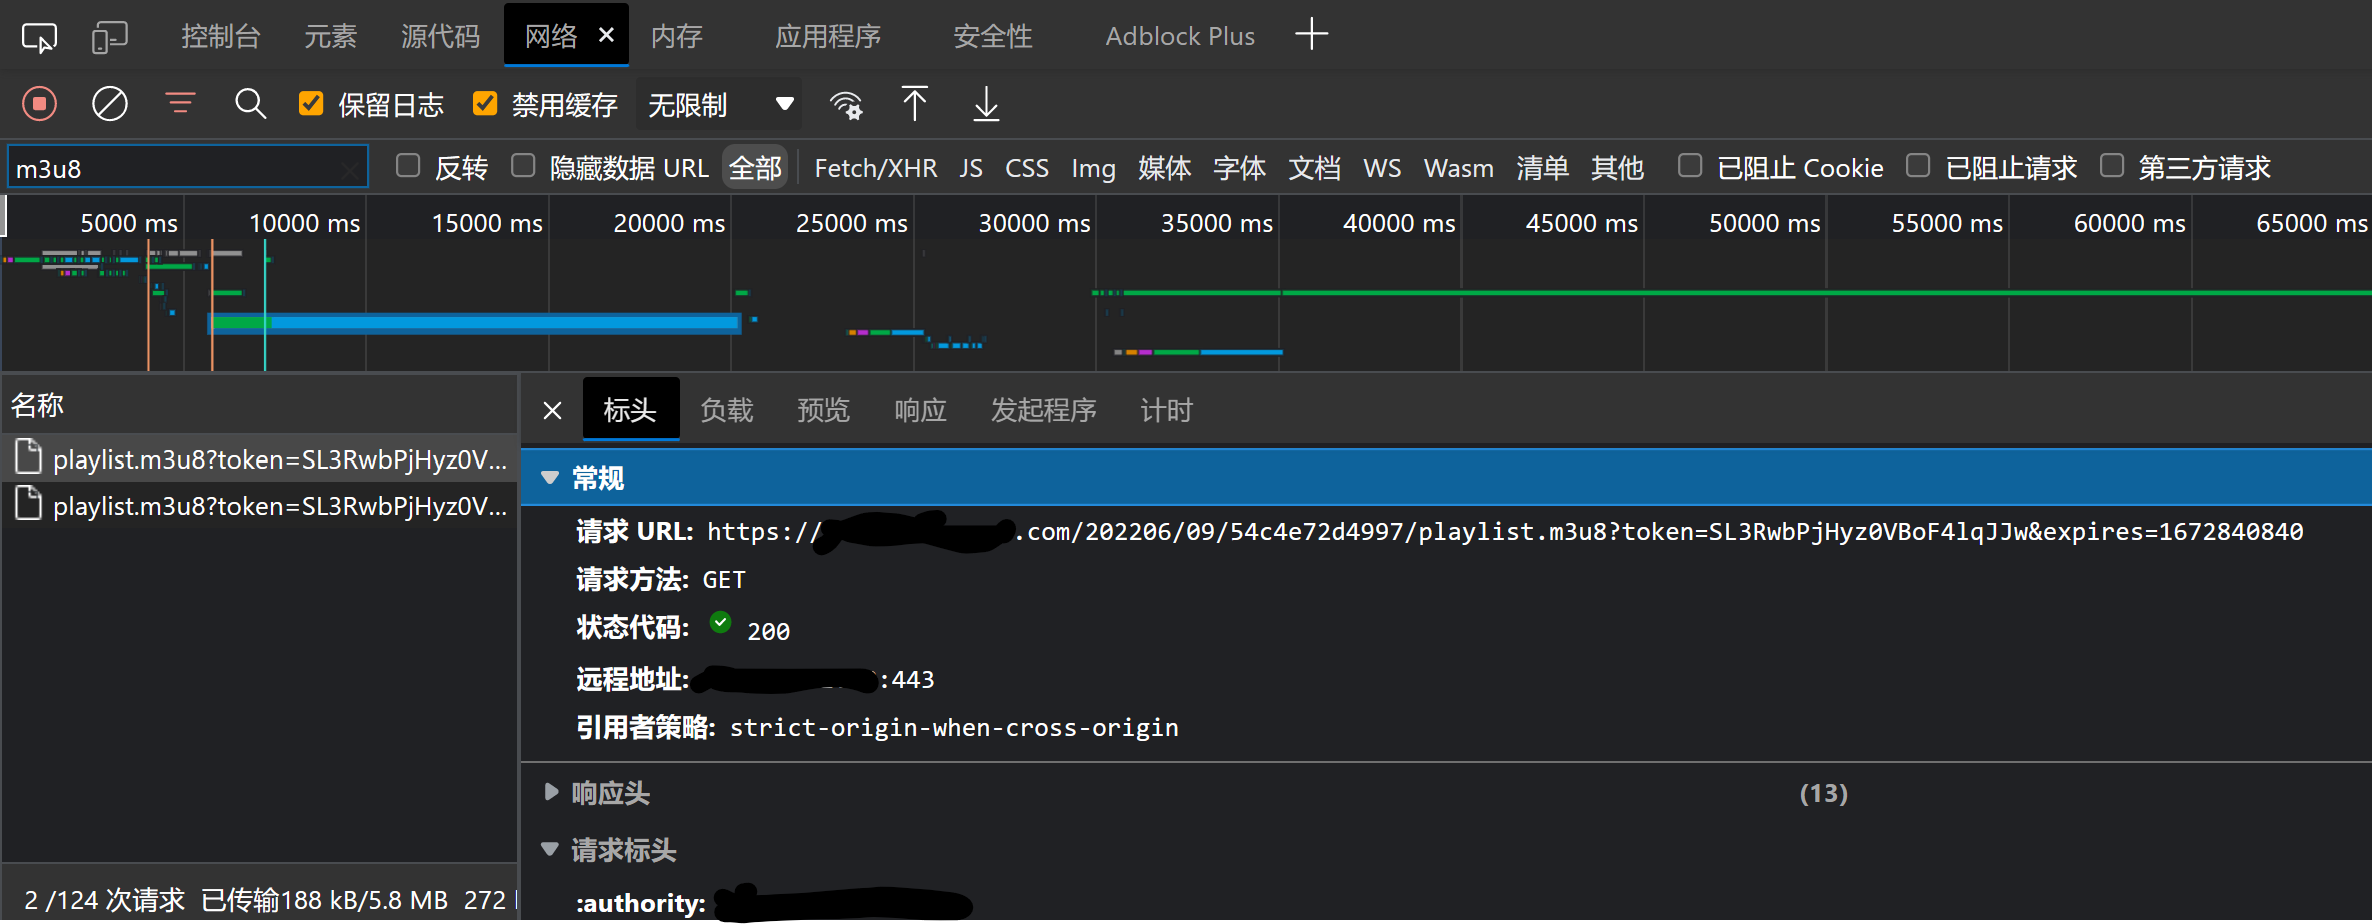 控制台 元素 源代码 网络 内存 应用程序 安全性 Adblock Plus
保留日志 禁用缓存 无限制
m3u8 反转 隐藏数据 URL 全部 Fetch/XHR JS CSS Img 媒体 字体 文档 WS Wasm 清单 其他 已阻止 Cookie 已阻止请求 第三方请求
5000 ms 10000 ms 15000 ms 20000 ms 25000 ms 30000 ms 35000 ms 40000 ms 45000 ms 50000 ms 55000 ms 60000 ms 65000 ms
名称
playlist.m3u8?token=SL3RwbPjHyz0V...
playlist.m3u8?token=SL3RwbPjHyz0V...
2 /124 次请求 已传输188 kB/5.8 MB 272
标头 负载 预览 响应 发起程序 计时
常规
请求 URL: https:// .com/202206/09/54c4e72d4997/playlist.m3u8?token=SL3RwbPjHyz0VBoF4lqJJw&expires=1672840840
请求方法: GET
状态代码: 200
远程地址: :443
引用者策略: strict-origin-when-cross-origin
响应头 (13)
请求标头
:authority: